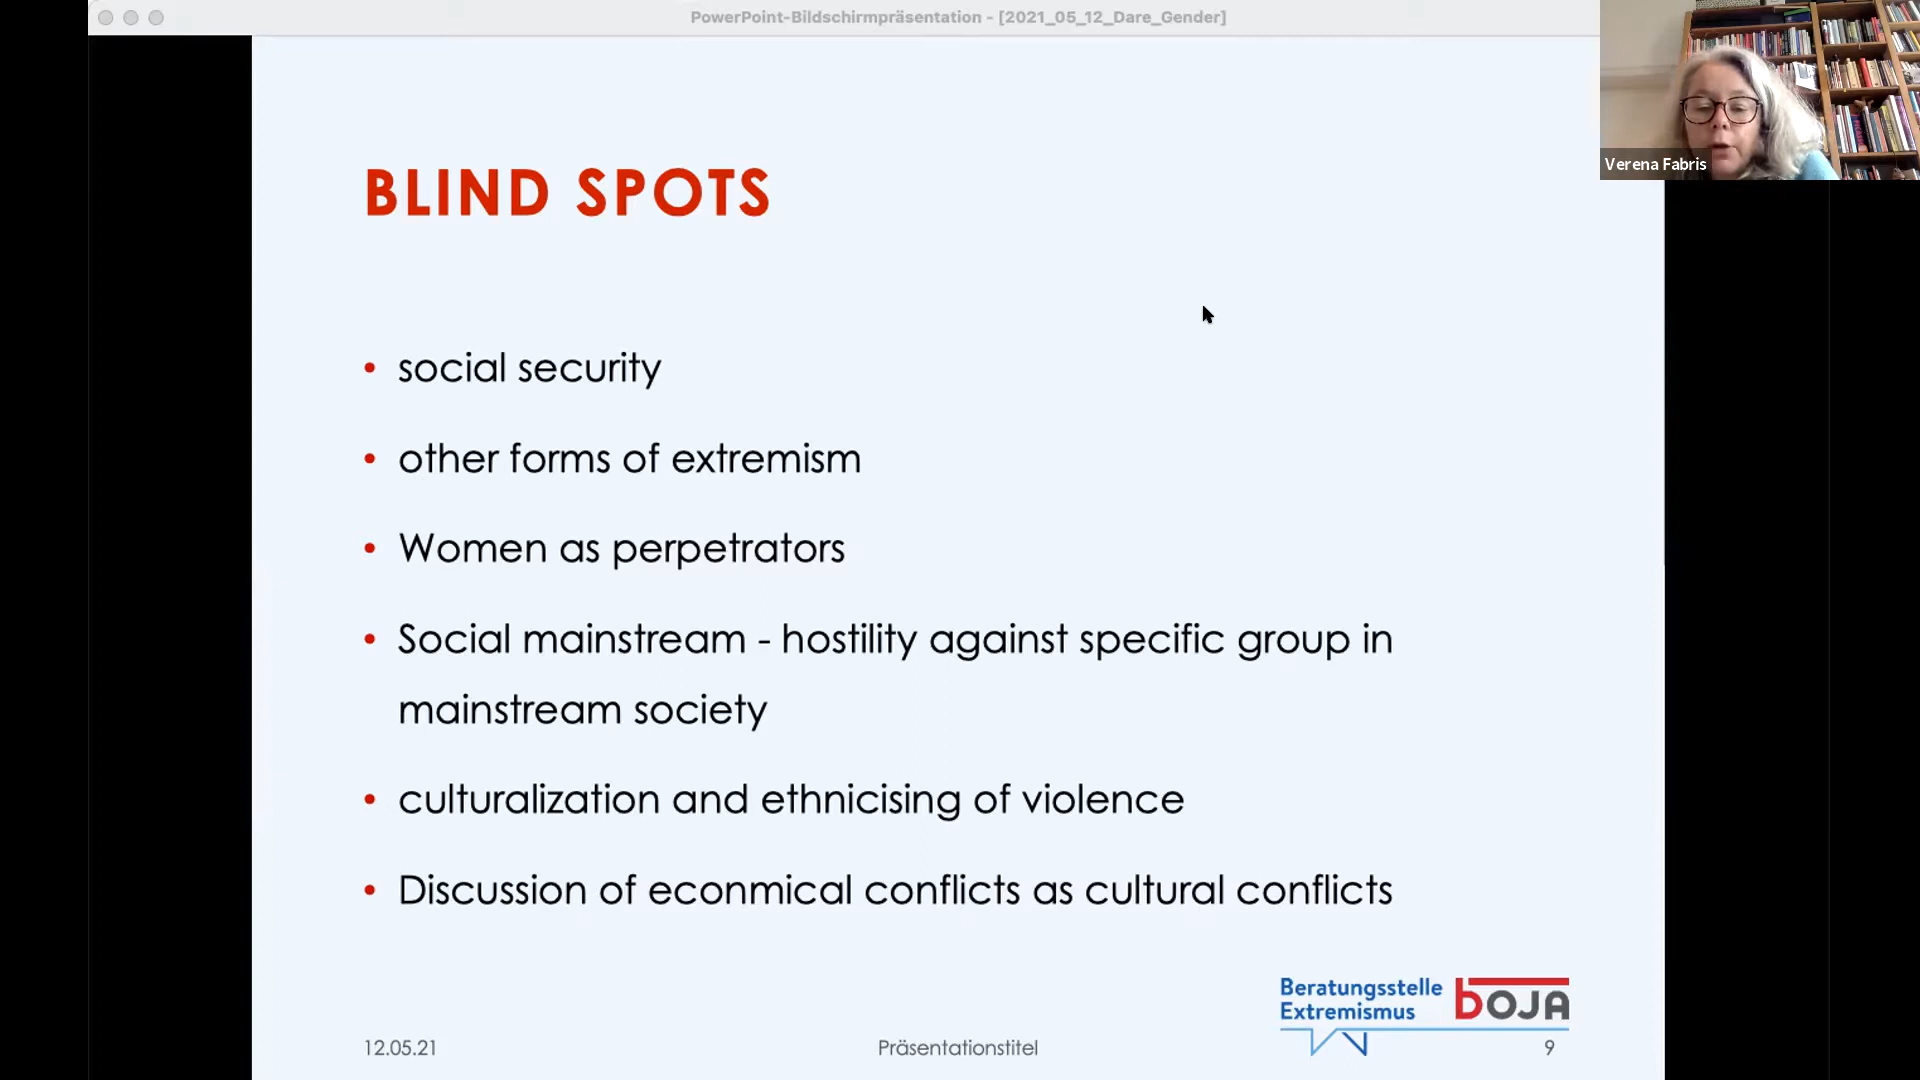 PowerPoint-Bildschirmpräsentation - [2021_05_12_Dare_Gender]
Verena Fabris
BLIND SPOTS
• social security
• other forms of extremism
• Women as perpetrators
• Social mainstream - hostility against specific group in
mainstream society
• culturalization and ethnicising of violence
• Discussion of econmical conflicts as cultural conflicts
Beratungsstelle
Extremismus
bOJA
12.05.21
Präsentationstitel
9